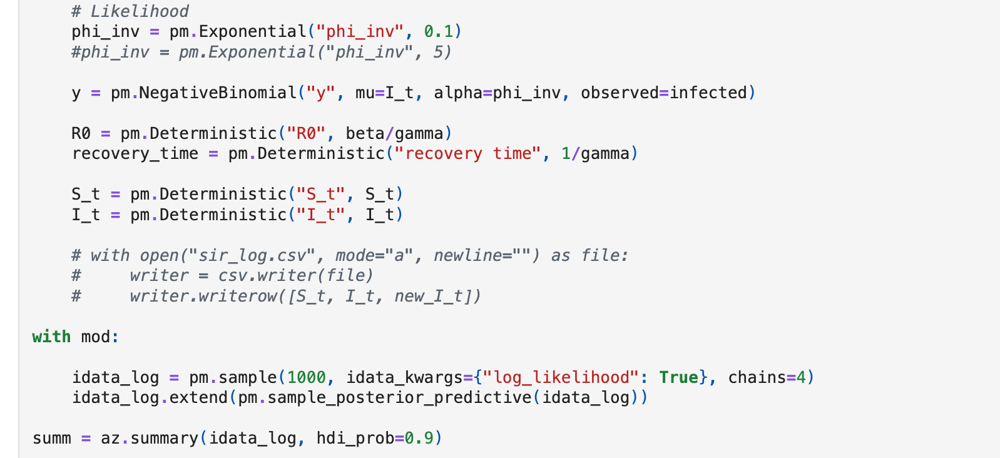 # Likelihood
phi_inv = pm.Exponential("phi_inv", 0.1)
#phi_inv = pm.Exponential("phi_inv", 5)
y = pm.NegativeBinomial("y", mu=I_t, alpha=phi_inv, observed=infected)
R0 = pm.Deterministic("R0", beta/gamma)
recovery_time = pm.Deterministic("recovery time", 1/gamma)
S_t = pm.Deterministic("S_t", S_t)
I_t = pm.Deterministic("I_t", I_t)
# with open("sir_log.csv", mode="a", newline="") as file:
#     writer = csv.writer(file)
#     writer.writerow([S_t, I_t, new_I_t])
with mod:
idata_log = pm.sample(1000, idata_kwargs={"log_likelihood": True}, chains=4)
idata_log.extend(pm.sample_posterior_predictive(idata_log))
summ = az.summary(idata_log, hdi_prob=0.9)